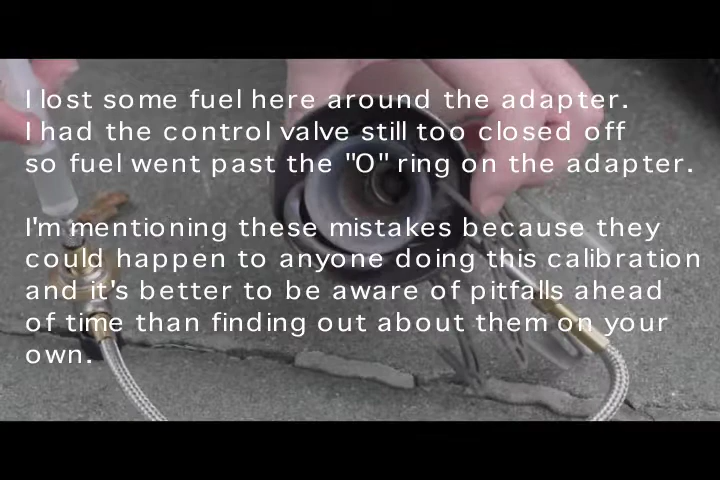 I lost some fuel here around the adapter.
I had the control valve still too closed off
so fuel went past the "O" ring on the adapter.
I'm mentioning these mistakes because they
could happen to anyone doing this calibration
and it's better to be aware of pitfalls ahead
of time than finding out about them on your
own.